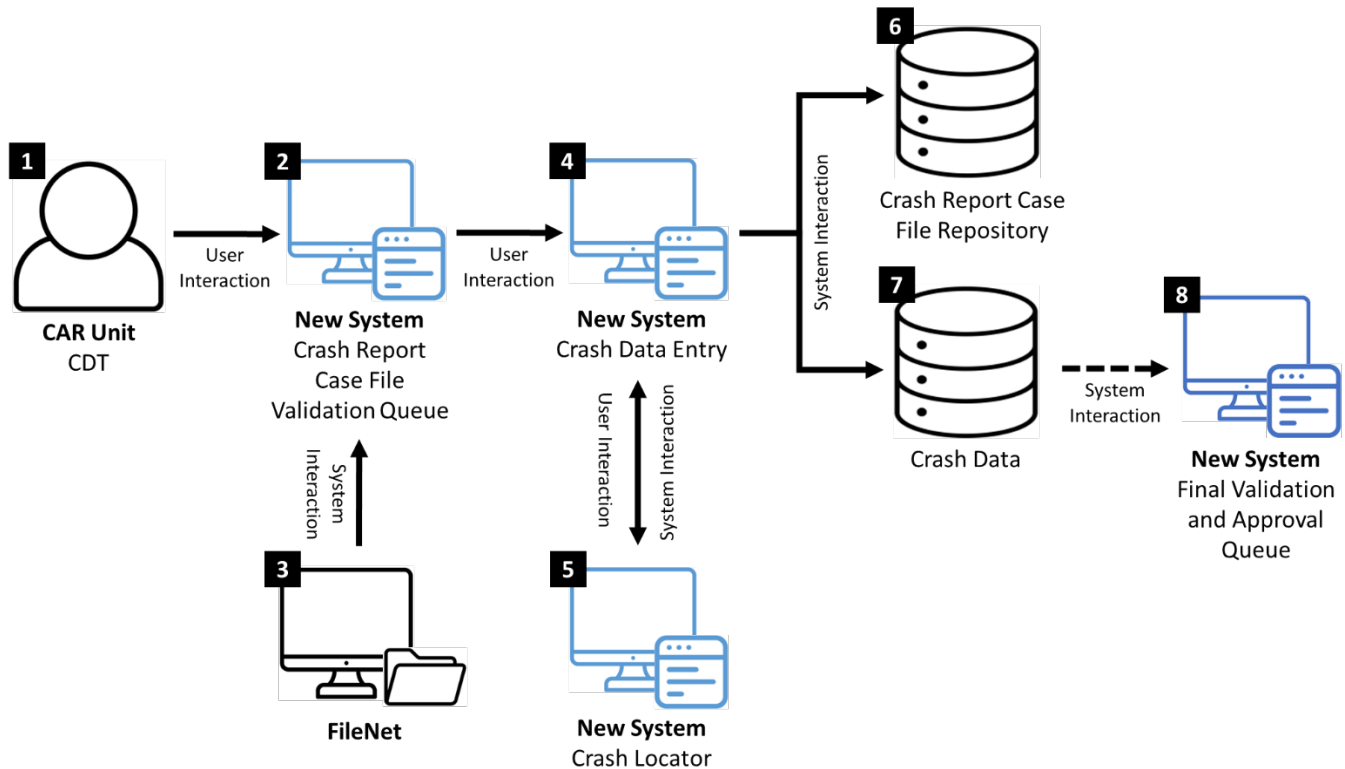 1
CAR Unit
CDT
User
Interaction
2
New System
Crash Report
Case File
Validation Queue
System
Interaction
3
FileNet
User
Interaction
4
New System
Crash Data Entry
User Interaction
System Interaction
5
New System
Crash Locator
System Interaction
6
Crash Report Case
File Repository
7
Crash Data
System
Interaction
8
New System
Final Validation
and Approval
Queue